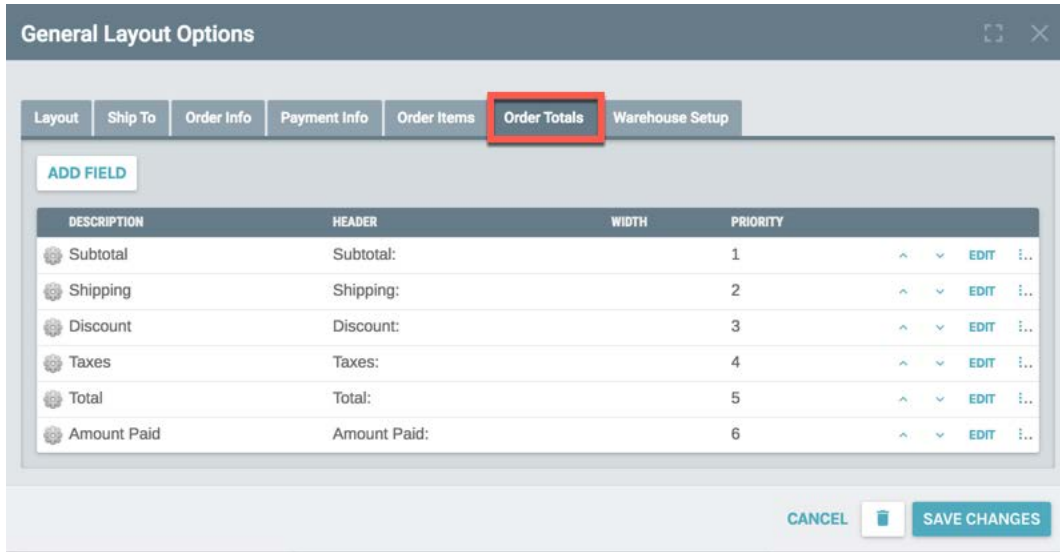 General Layout Options
Layout Ship To Order Info Payment Info Order Items Order Totals Warehouse Setup
ADD FIELD
DESCRIPTION HEADER WIDTH PRIORITY
Subtotal Subtotal: 1 EDIT
Shipping Shipping: 2 EDIT
Discount Discount: 3 EDIT
Taxes Taxes: 4 EDIT
Total Total: 5 EDIT
Amount Paid Amount Paid: 6 EDIT
CANCEL SAVE CHANGES